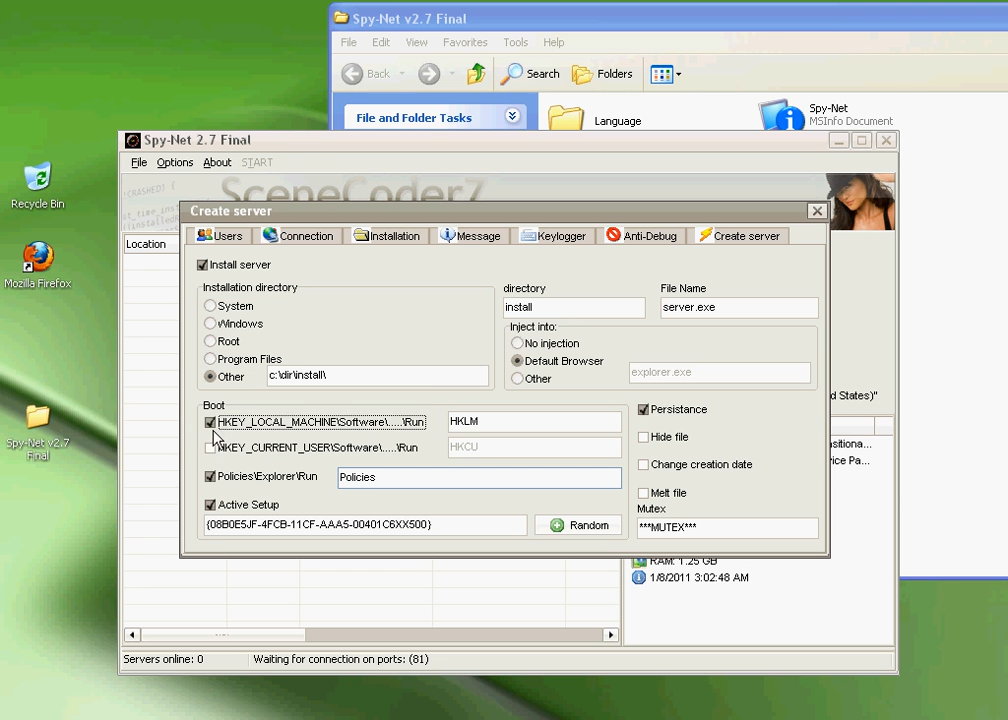 Spy-Net v2.7 Final
File Edit View Favorites Tools Help
Back Search Folders
File and Folder Tasks
Language
Spy-Net
MSInfo Document
Recycle Bin
Mozilla Firefox
Spy-Net v2.7
Final
Spy-Net 2.7 Final
File Options About START
(CRASHED) {
SceneCoder7
Location
Create server
Users Connection Installation Message Keylogger Anti-Debug Create server
Install server
Installation directory
System
Windows
Root
Program Files
Other c:\dir\install\
directory File Name
install server.exe
Inject into:
No injection
Default Browser
Other explorer.exe
Boot
HKEY_LOCAL_MACHINE\Software\.....\Run HKLM
HKEY_CURRENT_USER\Software\.....\Run HKCU
Policies\Explorer\Run Policies
Active Setup
{08B0E5JF-4FCB-11CF-AAA5-00401C6XX500} Random
Persistance
Hide file
Change creation date
Melt file
Mutex
***MUTEX***
d States)"
RAM: 1.25 GB
1/8/2011 3:02:48 AM
Servers online: 0 Waiting for connection on ports: (81)